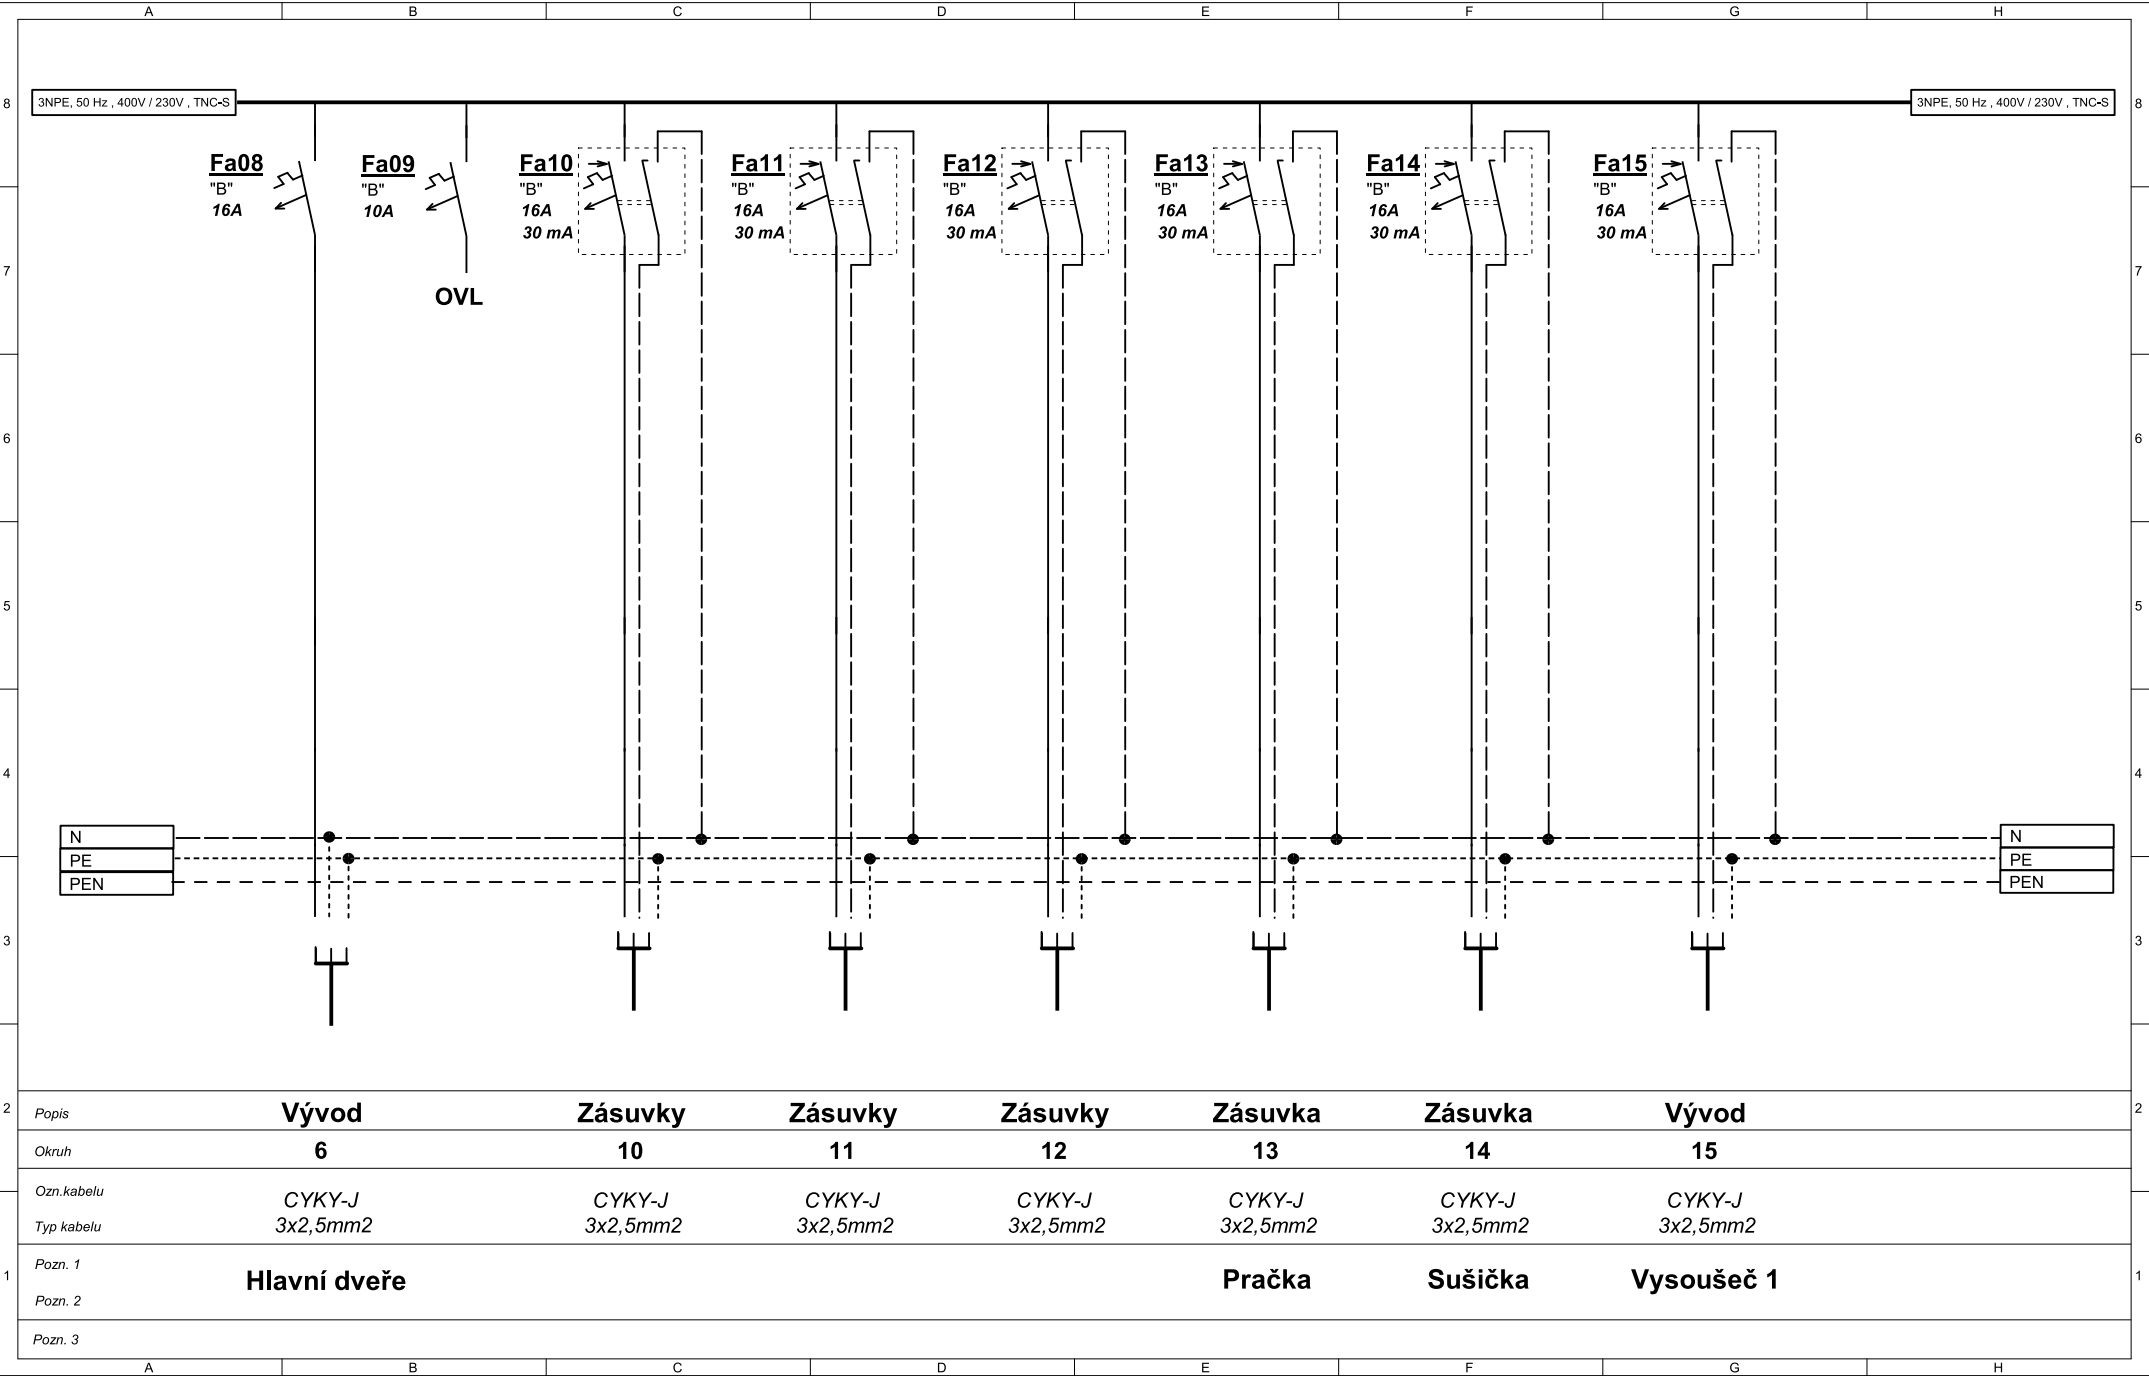 A B C D E F G H
8 3NPE, 50 Hz , 400V / 230V , TNC-S 3NPE, 50 Hz , 400V / 230V , TNC-S 8
Fa08 Fa09 Fa10 Fa11 Fa12 Fa13 Fa14 Fa15
"B" "B" "B" "B" "B" "B" "B" "B"
16A 10A 16A 16A 16A 16A 16A 16A
30 mA 30 mA 30 mA 30 mA 30 mA 30 mA
7 7
OVL
6 6
5 5
4 4
N N
PE PE
PEN PEN
3 3
2 Popis Vývod Zásuvky Zásuvky Zásuvky Zásuvka Zásuvka Vývod 2
Okruh 6 10 11 12 13 14 15
Ozn.kabelu CYKY-J CYKY-J CYKY-J CYKY-J CYKY-J CYKY-J CYKY-J
Typ kabelu 3x2,5mm2 3x2,5mm2 3x2,5mm2 3x2,5mm2 3x2,5mm2 3x2,5mm2 3x2,5mm2
Pozn. 1
1 Hlavní dveře Pračka Sušička Vysoušeč 1 1
Pozn. 2
Pozn. 3
A B C D E F G H